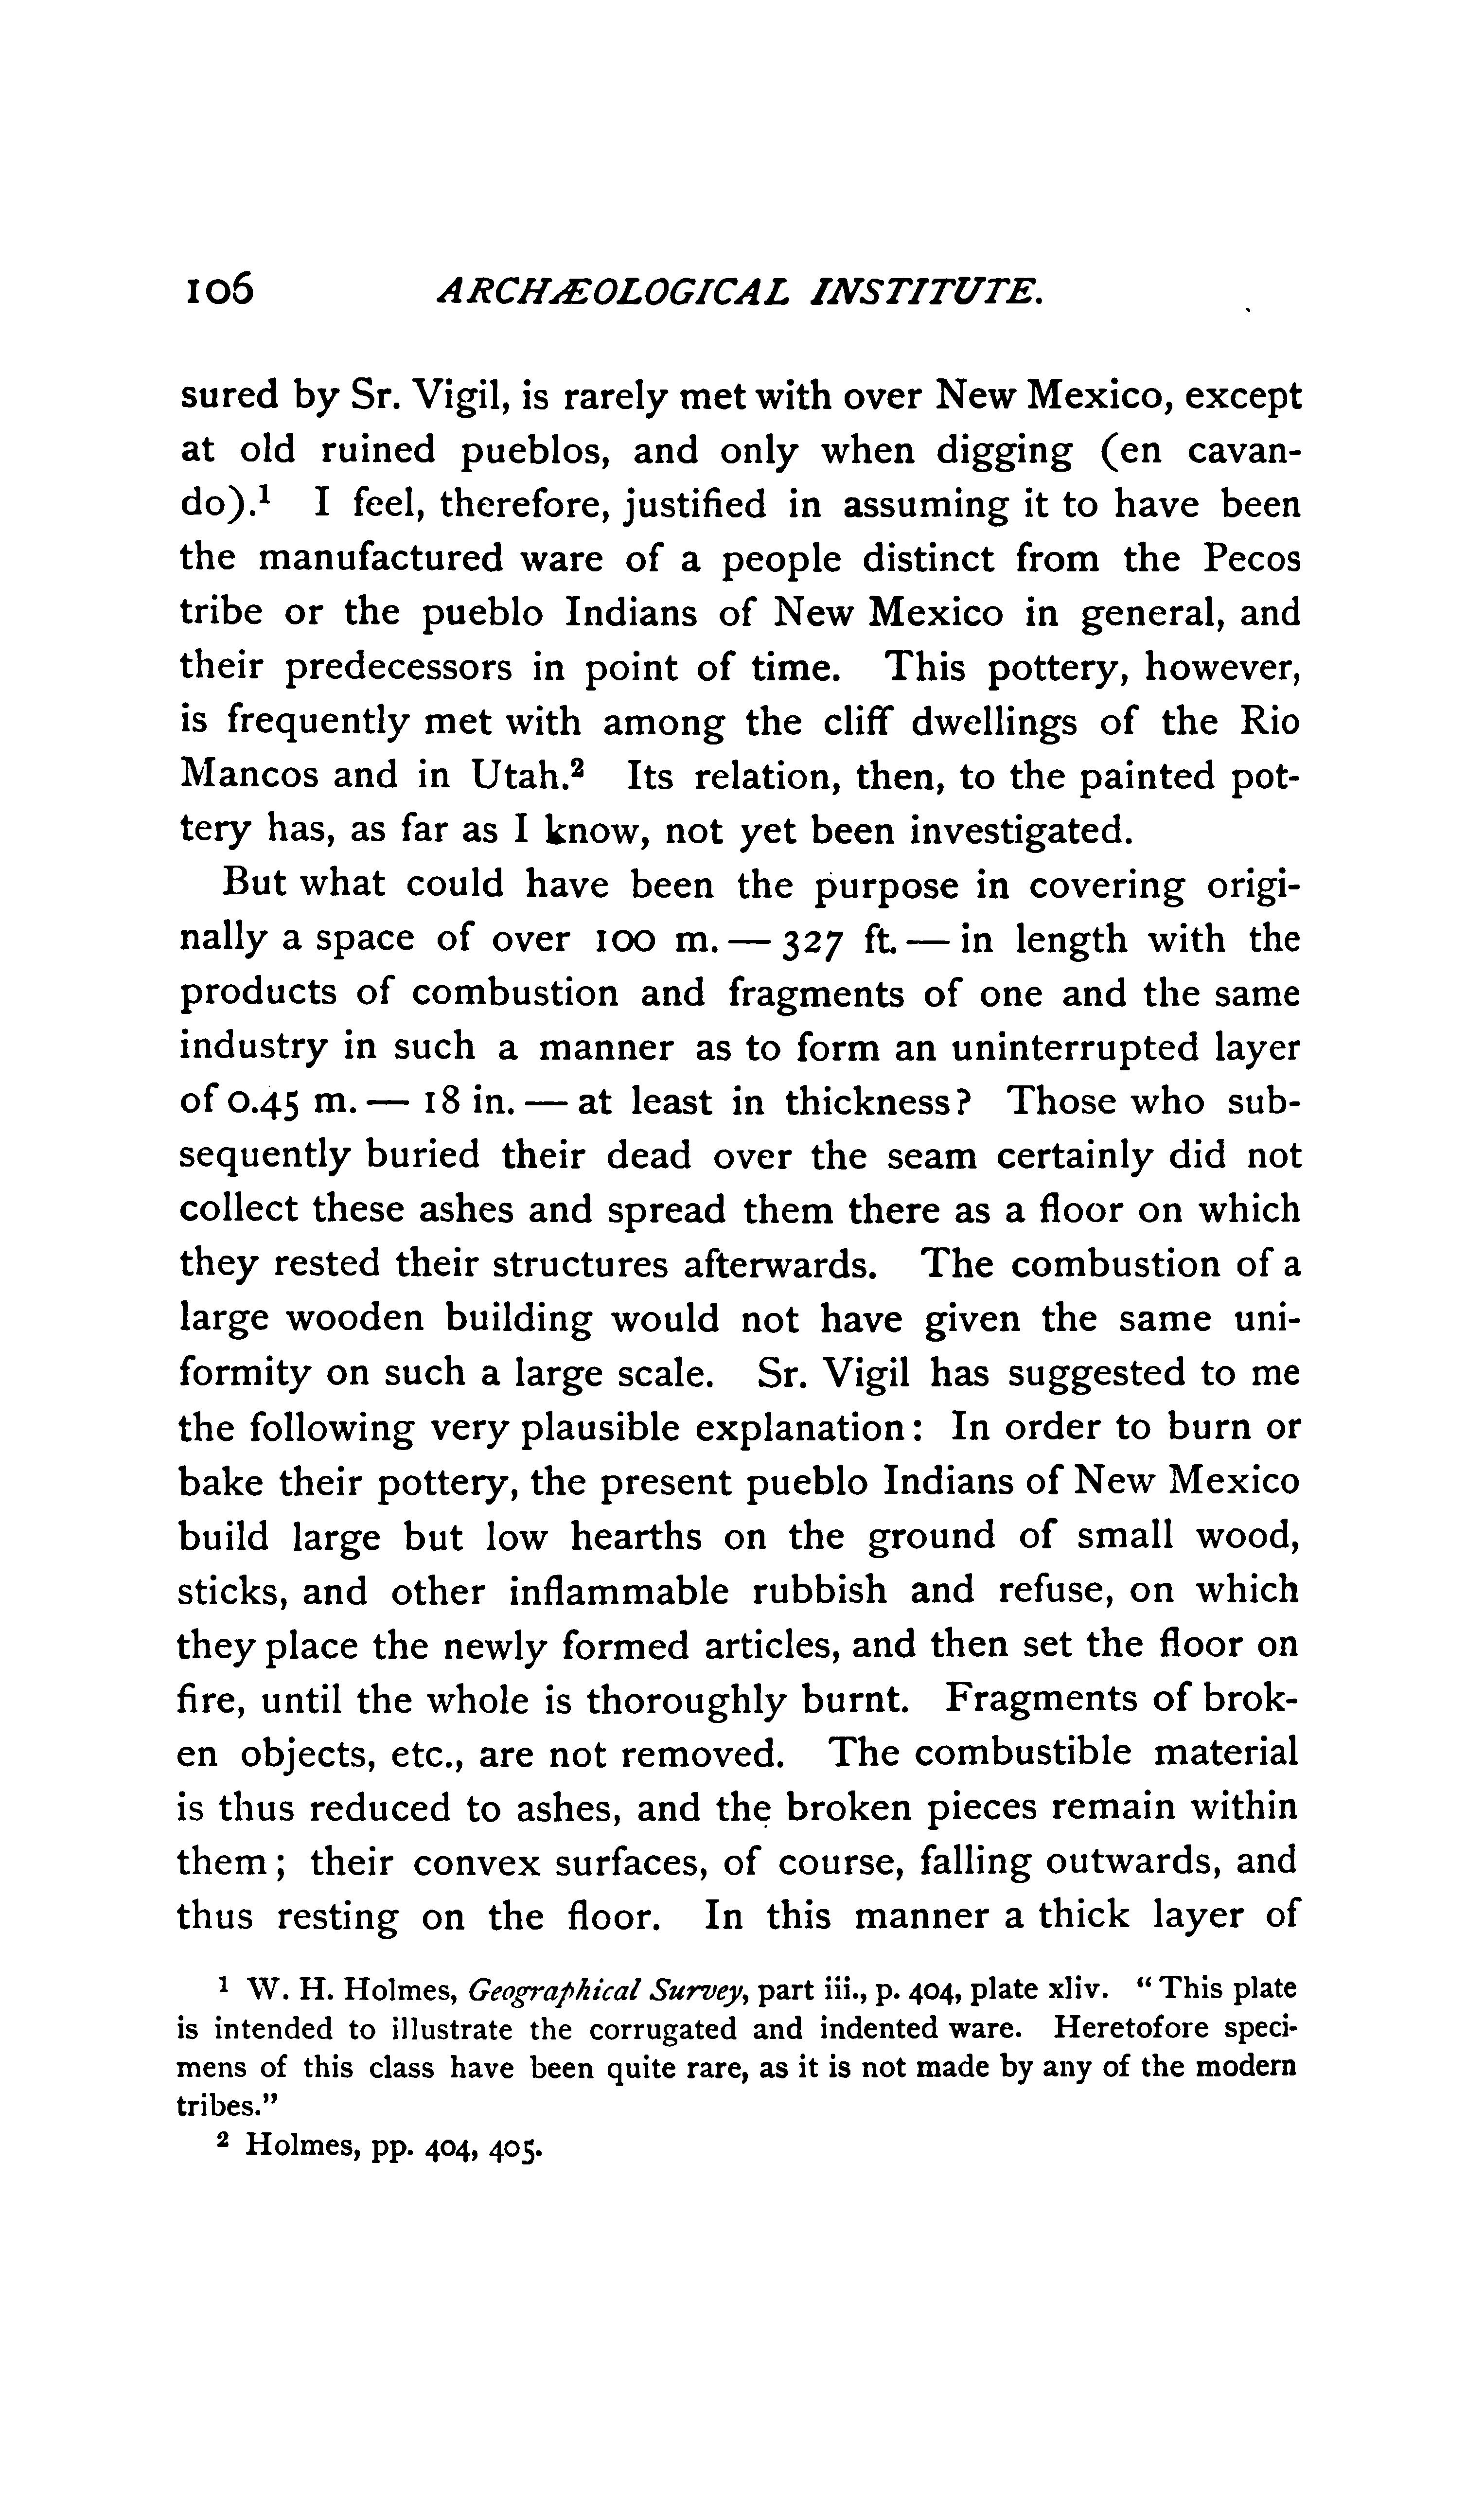 106 ARCHÆOLOGICAL INSTITUTE.
sured by Sr. Vigil, is rarely met with over New Mexico, except
at old ruined pueblos, and only when digging (en cavan-
do).¹ I feel, therefore, justified in assuming it to have been
the manufactured ware of a people distinct from the Pecos
tribe or the pueblo Indians of New Mexico in general, and
their predecessors in point of time. This pottery, however,
is frequently met with among the cliff dwellings of the Rio
Mancos and in Utah.² Its relation, then, to the painted pot-
tery has, as far as I know, not yet been investigated.
But what could have been the purpose in covering origi-
nally a space of over 100 m. — 327 ft. — in length with the
products of combustion and fragments of one and the same
industry in such a manner as to form an uninterrupted layer
of 0.45 m. — 18 in. — at least in thickness? Those who sub-
sequently buried their dead over the seam certainly did not
collect these ashes and spread them there as a floor on which
they rested their structures afterwards. The combustion of a
large wooden building would not have given the same uni-
formity on such a large scale. Sr. Vigil has suggested to me
the following very plausible explanation: In order to burn or
bake their pottery, the present pueblo Indians of New Mexico
build large but low hearths on the ground of small wood,
sticks, and other inflammable rubbish and refuse, on which
they place the newly formed articles, and then set the floor on
fire, until the whole is thoroughly burnt. Fragments of brok-
en objects, etc., are not removed. The combustible material
is thus reduced to ashes, and the broken pieces remain within
them; their convex surfaces, of course, falling outwards, and
thus resting on the floor. In this manner a thick layer of
¹ W. H. Holmes, Geographical Survey, part iii., p. 404, plate xliv. "This plate
is intended to illustrate the corrugated and indented ware. Heretofore speci-
mens of this class have been quite rare, as it is not made by any of the modern
tribes."
² Holmes, pp. 404, 405.